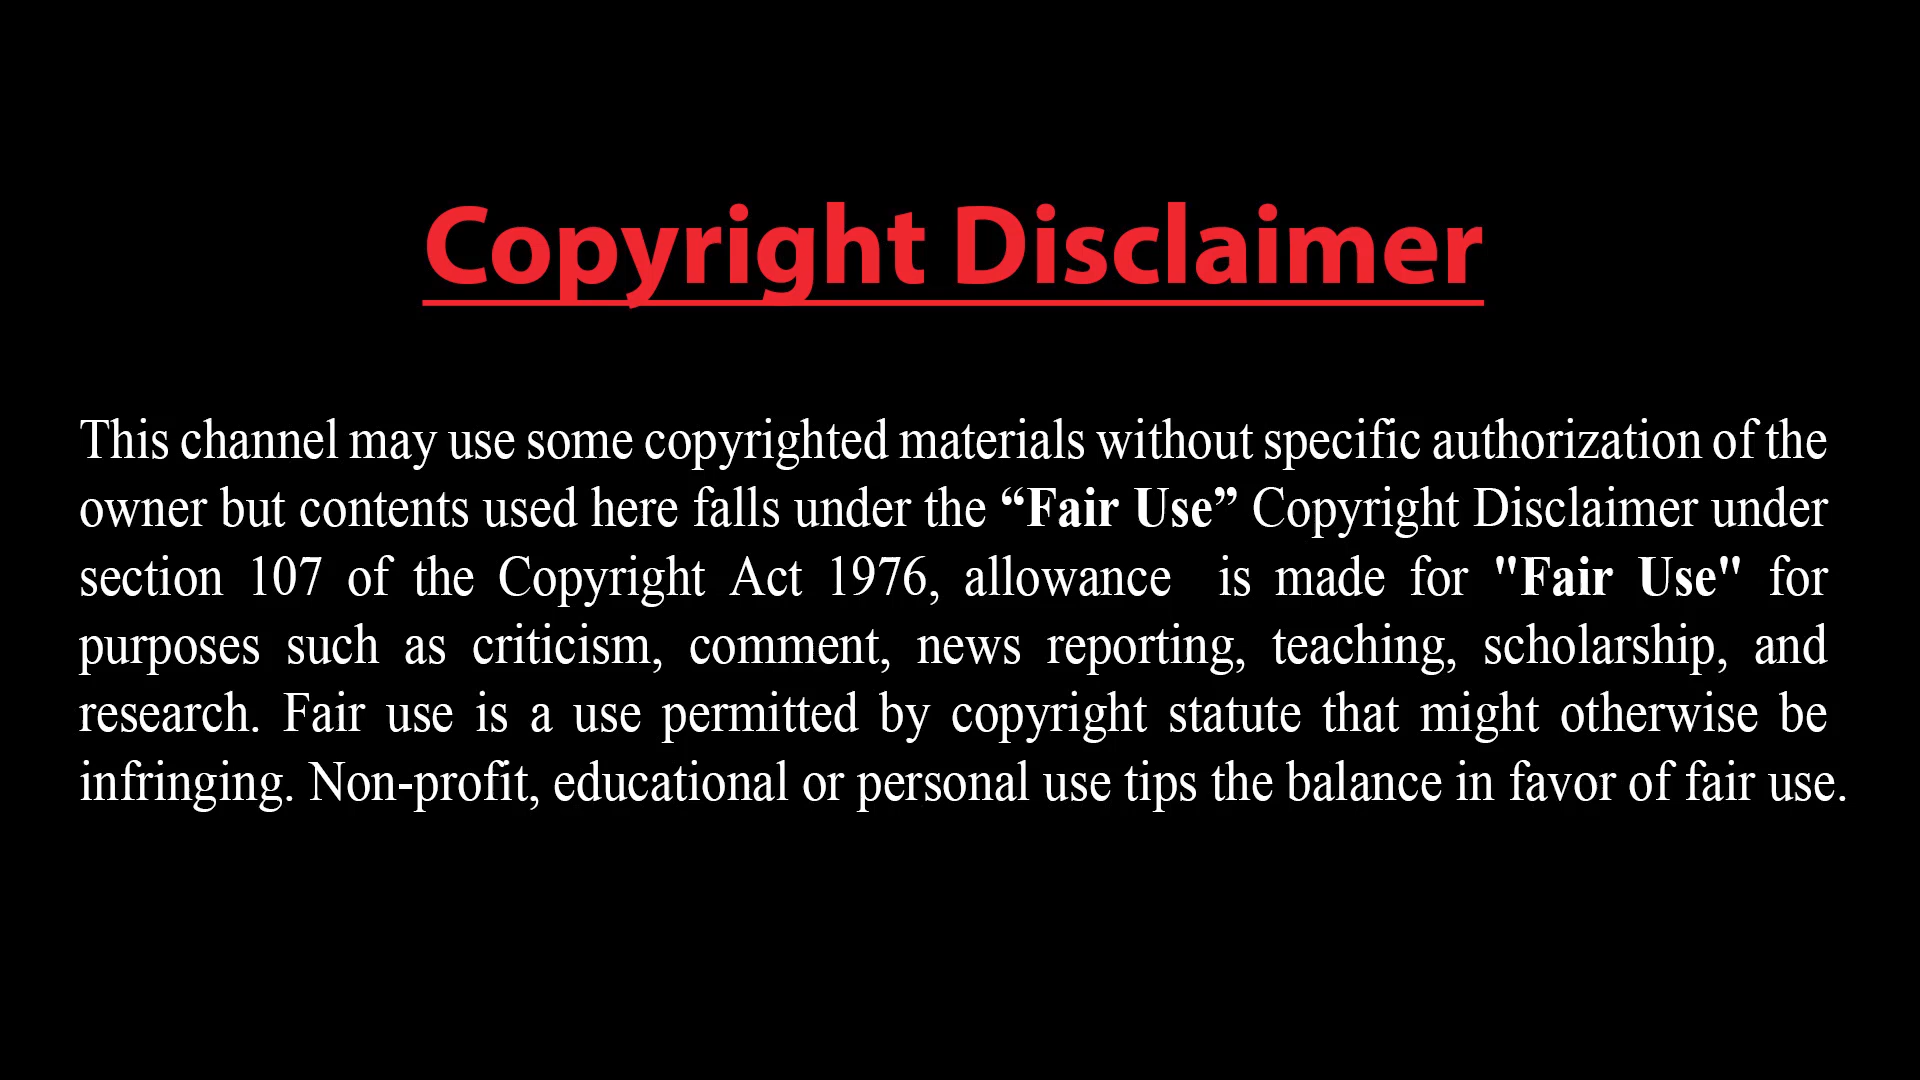 Copyright Disclaimer
This channel may use some copyrighted materials without specific authorization of the
owner but contents used here falls under the “Fair Use” Copyright Disclaimer under
section 107 of the Copyright Act 1976, allowance is made for "Fair Use" for
purposes such as criticism, comment, news reporting, teaching, scholarship, and
research. Fair use is a use permitted by copyright statute that might otherwise be
infringing. Non-profit, educational or personal use tips the balance in favor of fair use.